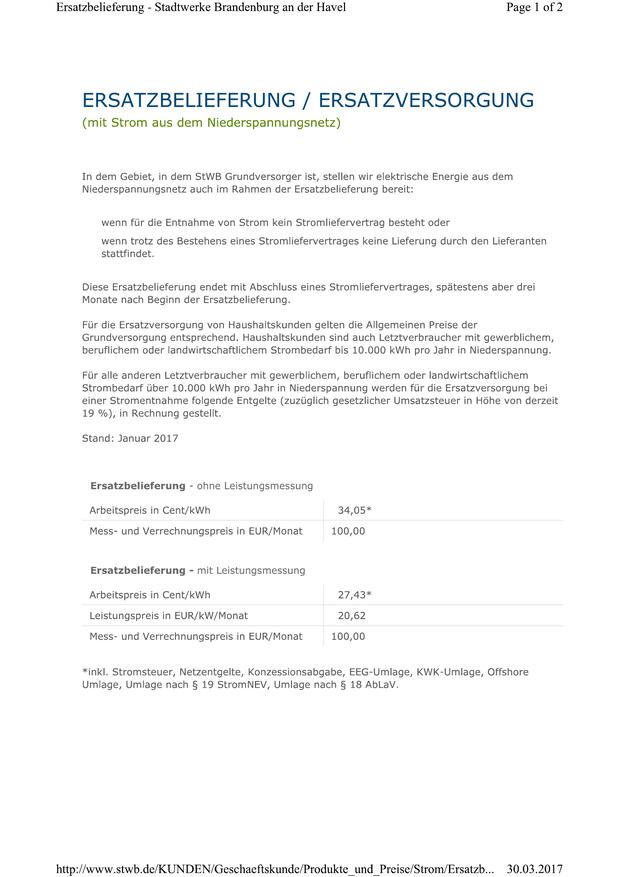 Ersatzbelieferung - Stadtwerke Brandenburg an der Havel Page 1 of 2
ERSATZBELIEFERUNG / ERSATZVERSORGUNG
(mit Strom aus dem Niederspannungsnetz)
In dem Gebiet, in dem StWB Grundversorger ist, stellen wir elektrische Energie aus dem
Niederspannungsnetz auch im Rahmen der Ersatzbelieferung bereit:
wenn für die Entnahme von Strom kein Stromliefervertrag besteht oder
wenn trotz des Bestehens eines Stromliefervertrages keine Lieferung durch den Lieferanten
stattfindet.
Diese Ersatzbelieferung endet mit Abschluss eines Stromliefervertrages, spätestens aber drei
Monate nach Beginn der Ersatzbelieferung.
Für die Ersatzversorgung von Haushaltskunden gelten die Allgemeinen Preise der
Grundversorgung entsprechend. Haushaltskunden sind auch Letztverbraucher mit gewerblichem,
beruflichem oder landwirtschaftlichem Strombedarf bis 10.000 kWh pro Jahr in Niederspannung.
Für alle anderen Letztverbraucher mit gewerblichem, beruflichem oder landwirtschaftlichem
Strombedarf über 10.000 kWh pro Jahr in Niederspannung werden für die Ersatzversorgung bei
einer Stromentnahme folgende Entgelte (zuzüglich gesetzlicher Umsatzsteuer in Höhe von derzeit
19 %), in Rechnung gestellt.
Stand: Januar 2017
Ersatzbelieferung - ohne Leistungsmessung
Arbeitspreis in Cent/kWh 34,05*
Mess- und Verrechnungspreis in EUR/Monat 100,00
Ersatzbelieferung - mit Leistungsmessung
Arbeitspreis in Cent/kWh 27,43*
Leistungspreis in EUR/kW/Monat 20,62
Mess- und Verrechnungspreis in EUR/Monat 100,00
*inkl. Stromsteuer, Netzentgelte, Konzessionsabgabe, EEG-Umlage, KWK-Umlage, Offshore
Umlage, Umlage nach § 19 StromNEV, Umlage nach § 18 AbLaV.
http://www.stwb.de/KUNDEN/Geschaeftskunde/Produkte_und_Preise/Strom/Ersatzb... 30.03.2017